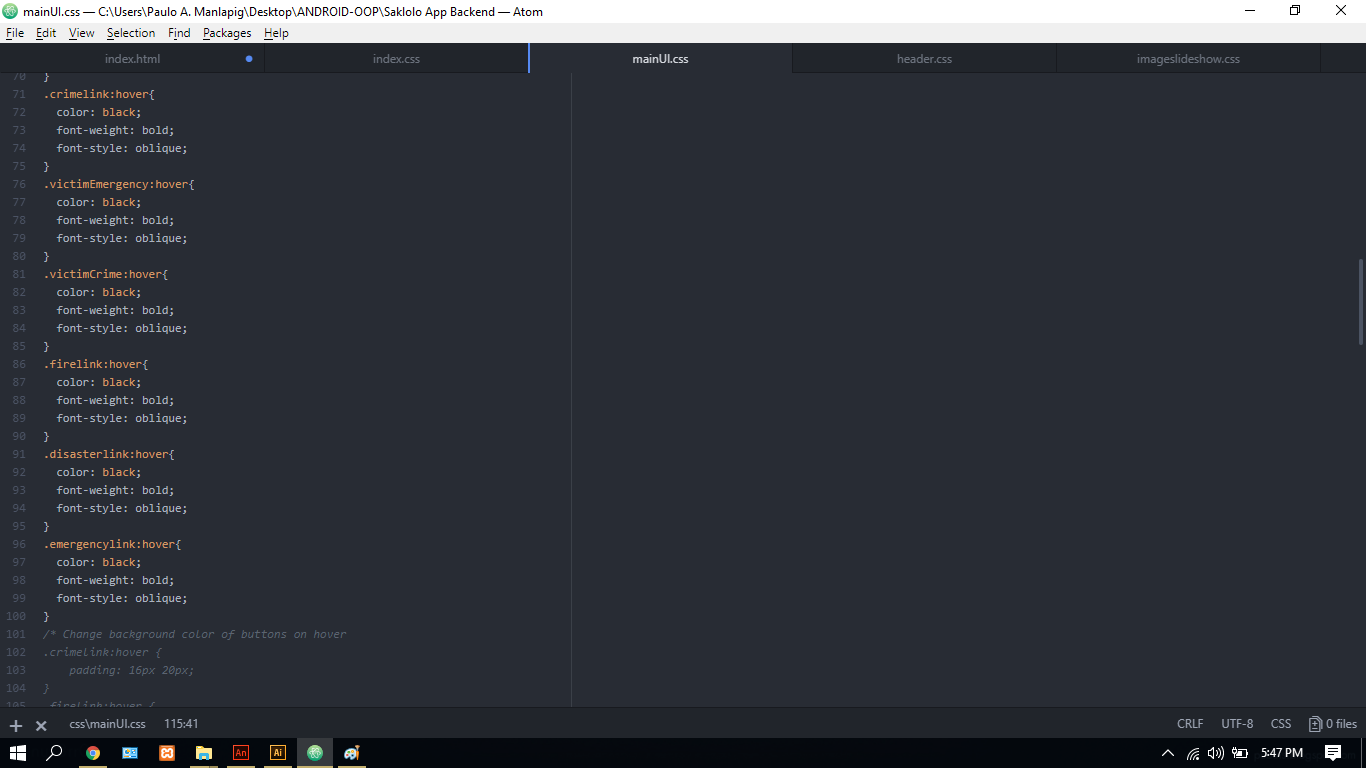 mainUI.css — C:\Users\Paulo A. Manlapig\Desktop\ANDROID-OOP\Saklolo App Backend — Atom
File Edit View Selection Find Packages Help
index.html index.css mainUI.css header.css imageslideshow.css
70 }
71 .crimelink:hover{
72 color: black;
73 font-weight: bold;
74 font-style: oblique;
75 }
76 .victimEmergency:hover{
77 color: black;
78 font-weight: bold;
79 font-style: oblique;
80 }
81 .victimCrime:hover{
82 color: black;
83 font-weight: bold;
84 font-style: oblique;
85 }
86 .firelink:hover{
87 color: black;
88 font-weight: bold;
89 font-style: oblique;
90 }
91 .disasterlink:hover{
92 color: black;
93 font-weight: bold;
94 font-style: oblique;
95 }
96 .emergencylink:hover{
97 color: black;
98 font-weight: bold;
99 font-style: oblique;
100 }
101 /* Change background color of buttons on hover
102 .crimelink:hover {
103 padding: 16px 20px;
104 }
105 .firelink:hover {
css\mainUI.css 115:41 CRLF UTF-8 CSS 0 files
An Ai 5:47 PM